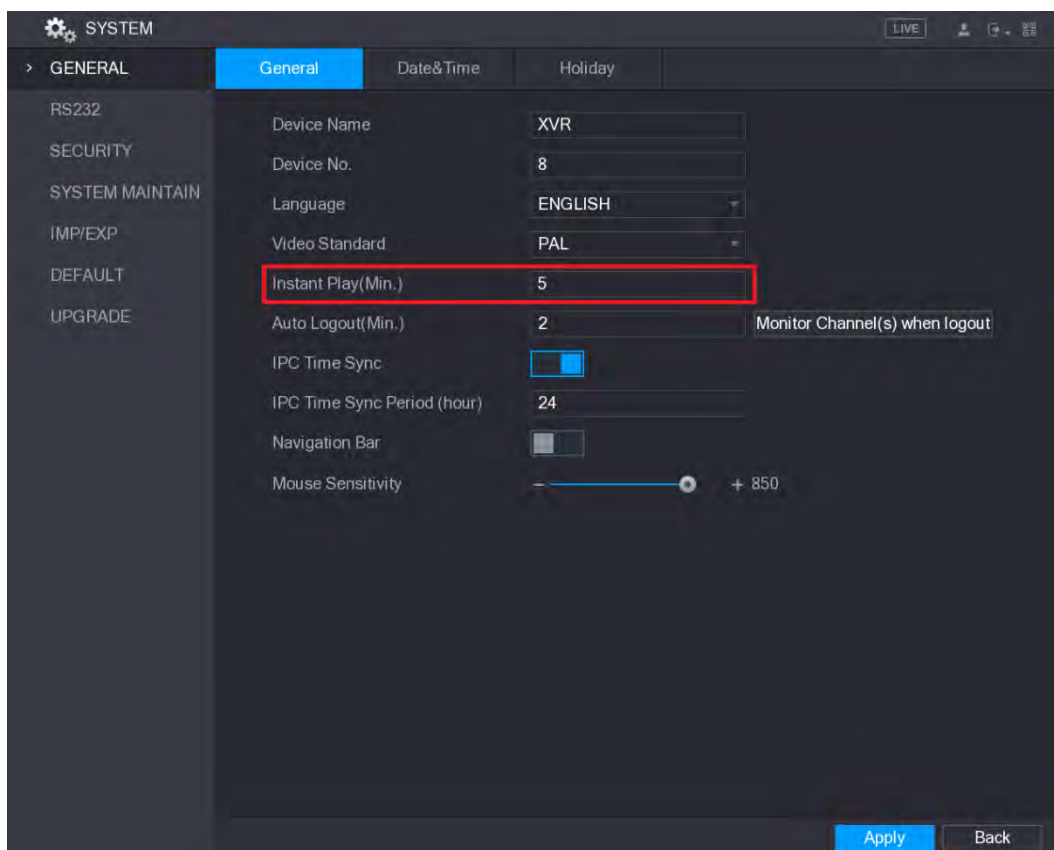 SYSTEM
LIVE
GENERAL
General Date&Time Holiday
RS232
SECURITY
SYSTEM MAINTAIN
IMP/EXP
DEFAULT
UPGRADE
Device Name XVR
Device No. 8
Language ENGLISH
Video Standard PAL
Instant Play(Min.) 5
Auto Logout(Min.) 2 Monitor Channel(s) when logout
IPC Time Sync
IPC Time Sync Period (hour) 24
Navigation Bar
Mouse Sensitivity - + 850
Apply Back